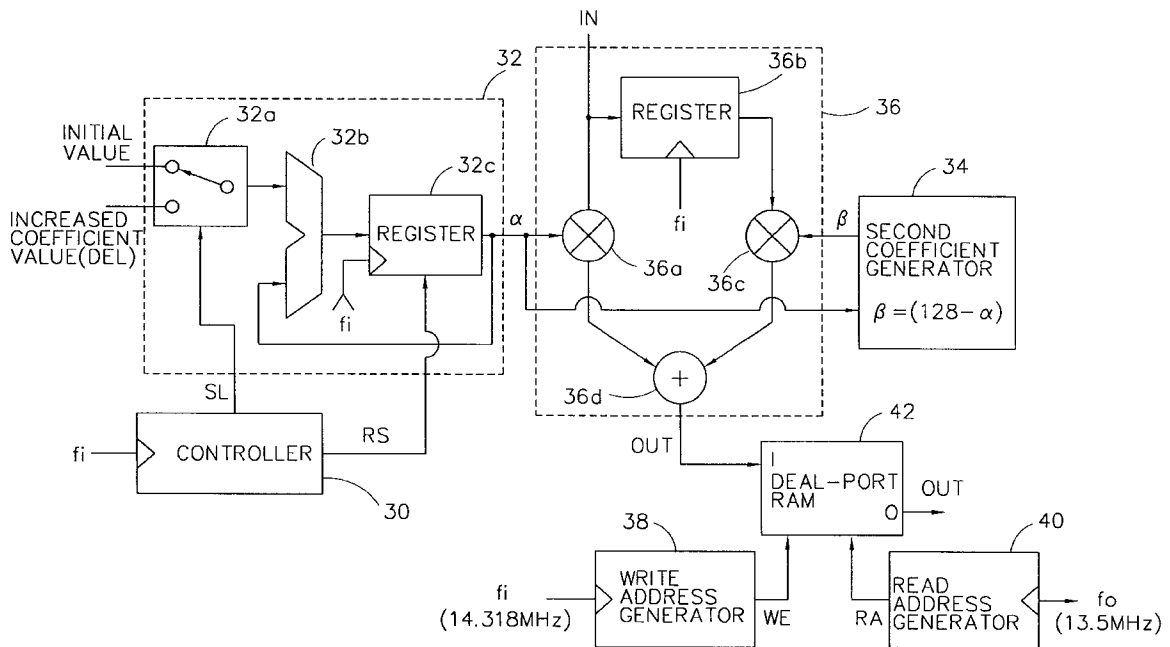 IN
32
36b
36
32a
INITIAL
VALUE
32b
REGISTER
32c
34
INCREASED
COEFFICIENT
VALUE(DEL)
REGISTER
α
fi
β
SECOND
COEFFICIENT
GENERATOR
36a
36c
fi
β=(128-α)
SL
+
36d
42
fi
CONTROLLER
RS
OUT
I
DEAL-PORT
RAM
OUT
O
30
38
40
fi
(14.318MHz)
WRITE
ADDRESS
GENERATOR
WE
RA
READ
ADDRESS
GENERATOR
fo
(13.5MHz)